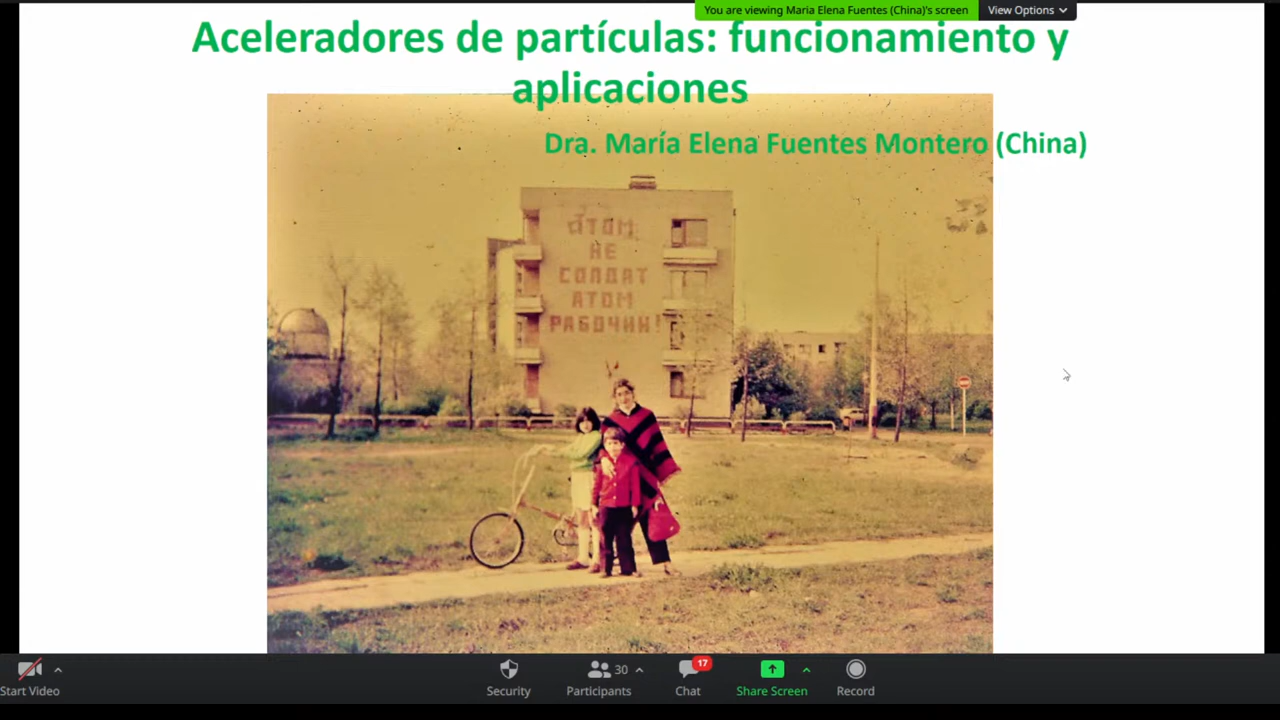 You are viewing Maria Elena Fuentes (China)'s screen
View Options
Aceleradores de partículas: funcionamiento y
aplicaciones
Dra. María Elena Fuentes Montero (China)
АТОМ
НЕ
СОЛДАТ
АТОМ
РАБОЧИЙ!
Start Video
Security
Participants
30
Chat
17
Share Screen
Record